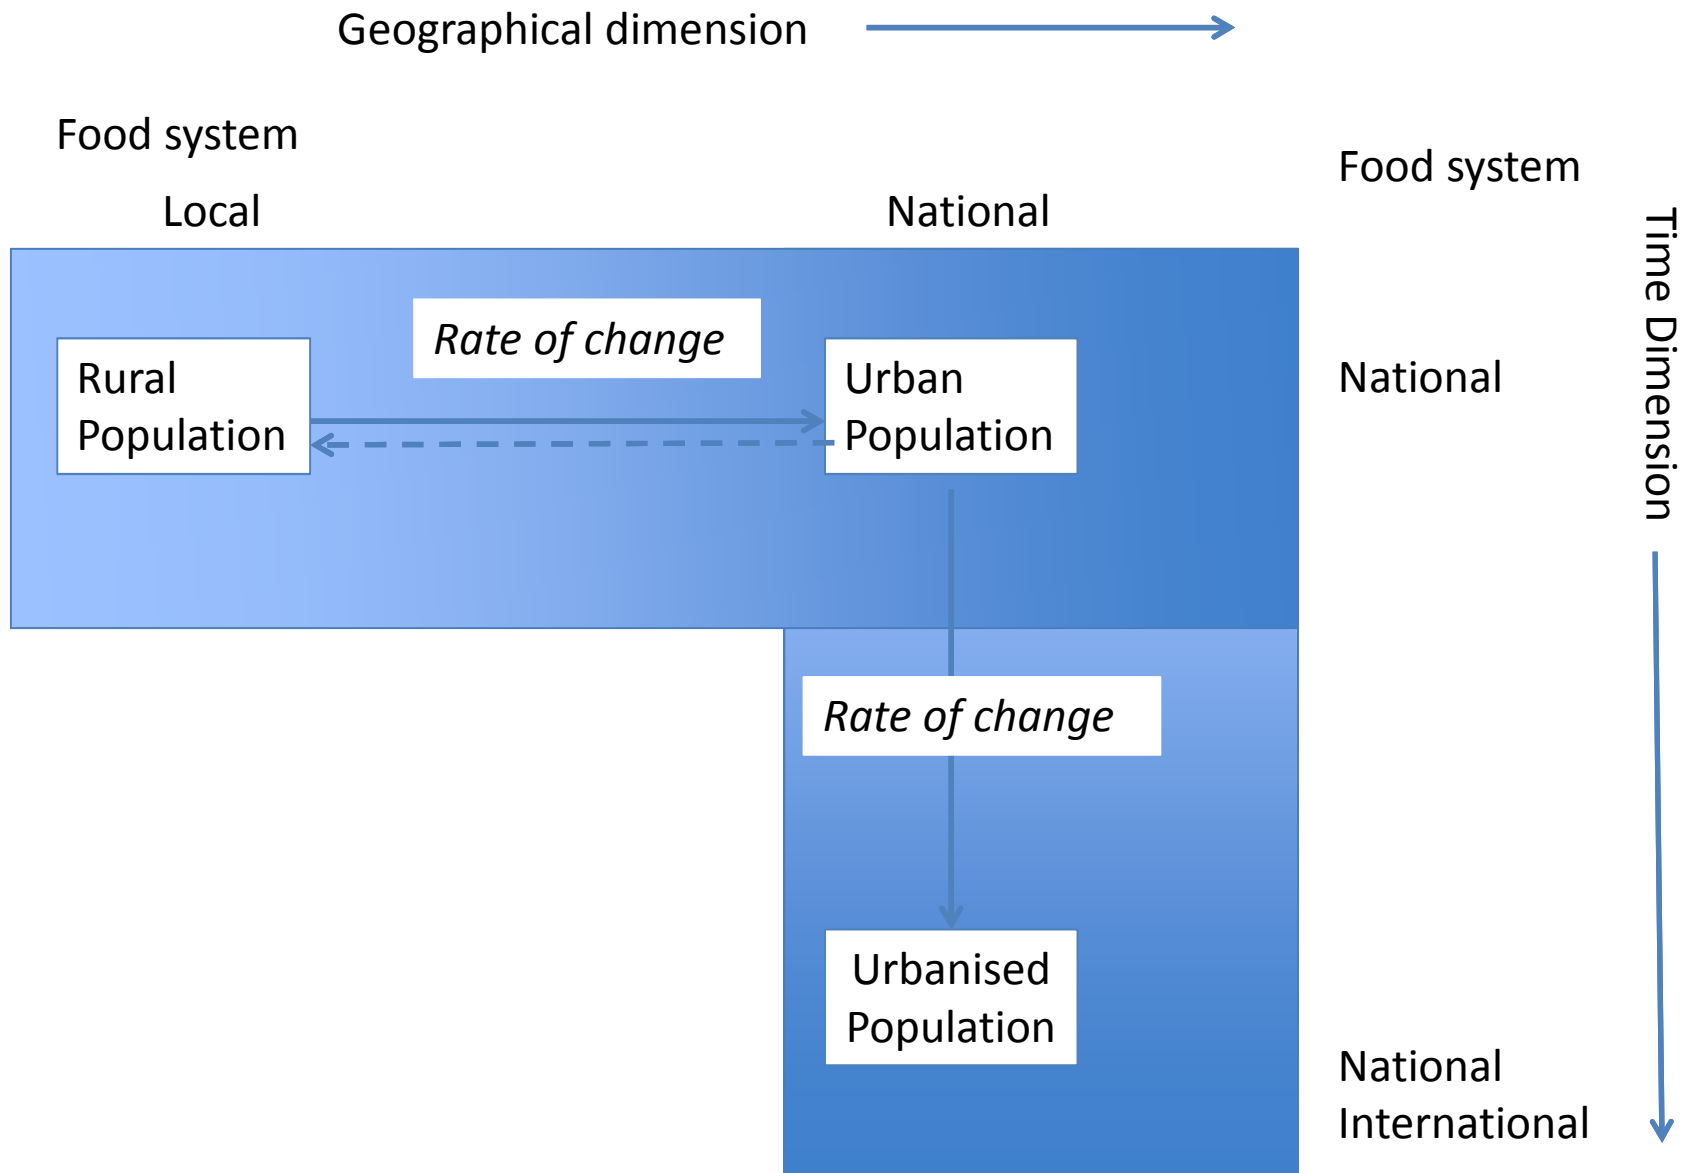 Geographical dimension
Food system
Food system
Local
National
Time Dimension
Rate of change
Rural
Population
Urban
Population
National
Rate of change
Urbanised
Population
National
International